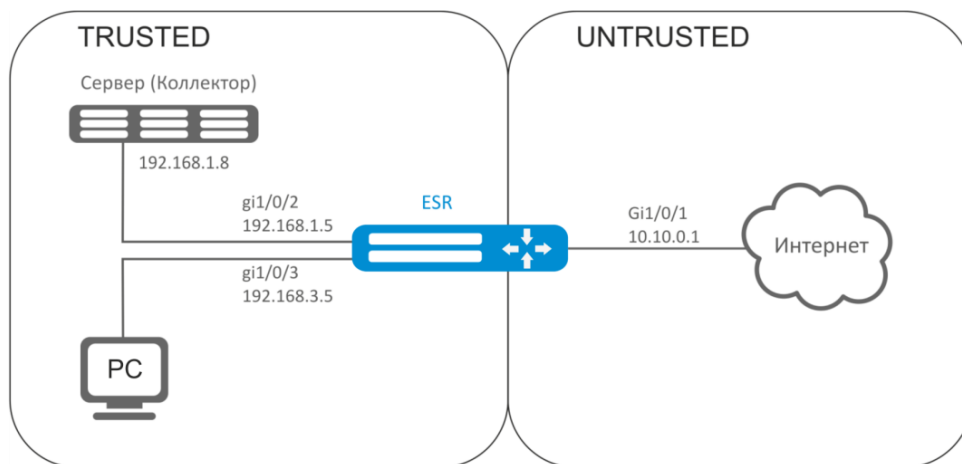 TRUSTED
UNTRUSTED
Сервер (Коллектор)
192.168.1.8
gi1/0/2
192.168.1.5
ESR
gi1/0/3
192.168.3.5
Gi1/0/1
10.10.0.1
Интернет
PC